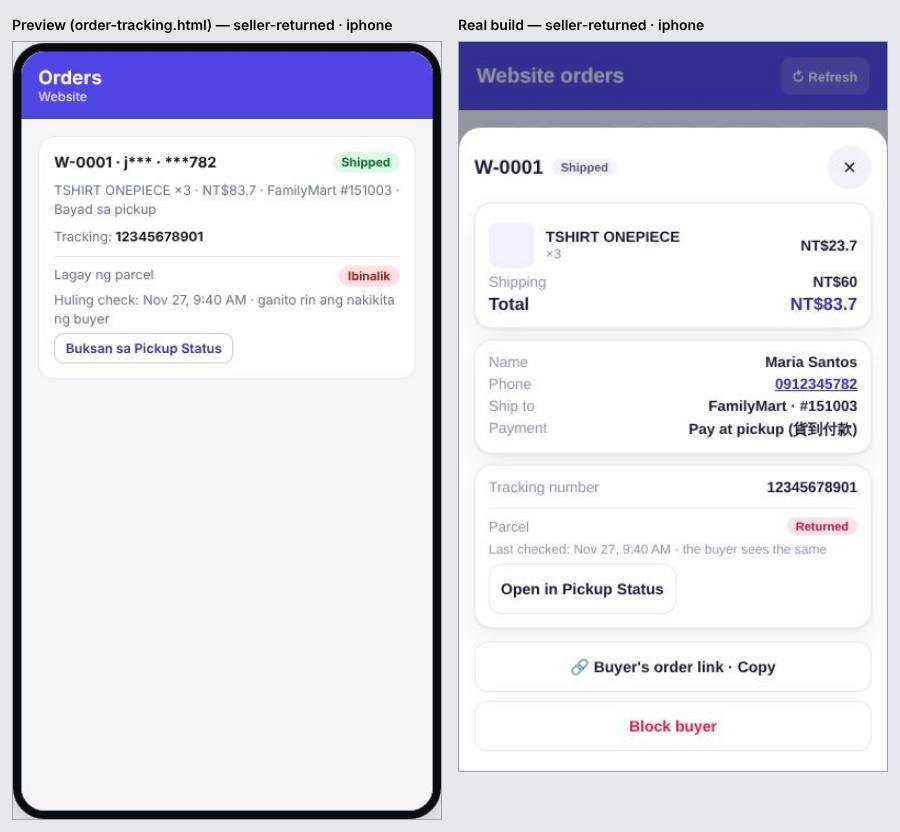 Preview (order-tracking.html) — seller-returned · iphone
Orders
Website
W-0001 · j*** · ***782
Shipped
TSHIRT ONEPIECE ×3 · NT$83.7 · FamilyMart #151003 ·
Bayad sa pickup
Tracking: 12345678901
Lagay ng parcel
Ibinalik
Huling check: Nov 27, 9:40 AM · ganito rin ang nakikita
ng buyer
Buksan sa Pickup Status
Real build — seller-returned · iphone
Website orders
↻ Refresh
W-0001
Shipped
×
TSHIRT ONEPIECE
×3
NT$23.7
Shipping
NT$60
Total
NT$83.7
Name
Maria Santos
Phone
0912345782
Ship to
FamilyMart · #151003
Payment
Pay at pickup (貨到付款)
Tracking number
12345678901
Parcel
Returned
Last checked: Nov 27, 9:40 AM · the buyer sees the same
Open in Pickup Status
🔗 Buyer's order link · Copy
Block buyer